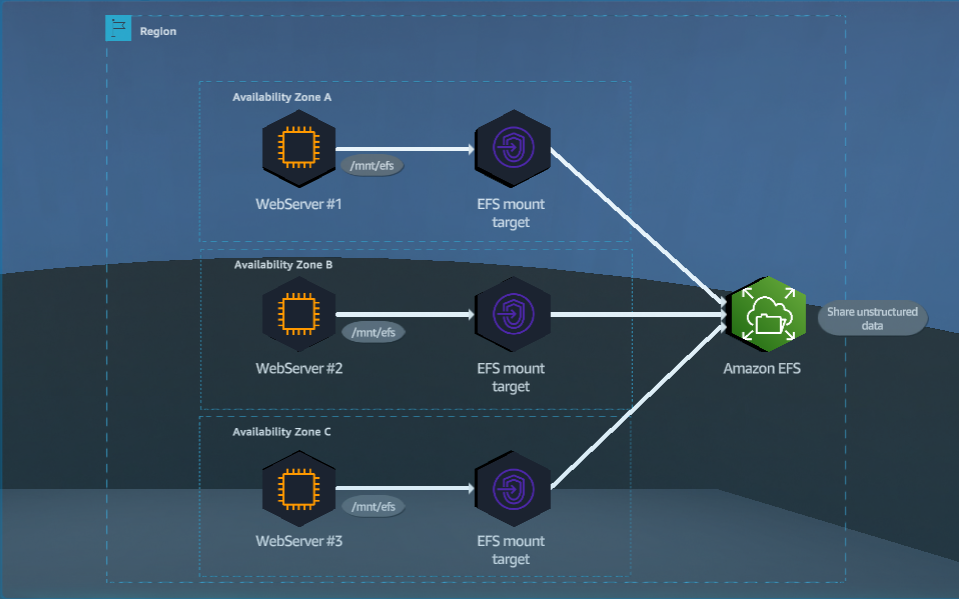 Region
Availability Zone A
/mnt/efs
WebServer #1
EFS mount
target
Availability Zone B
/mnt/efs
WebServer #2
EFS mount
target
Share unstructured
data
Amazon EFS
Availability Zone C
/mnt/efs
WebServer #3
EFS mount
target